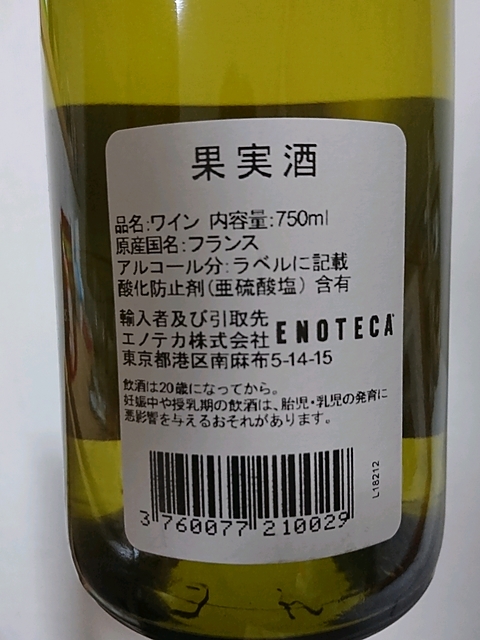 果実酒
品名:ワイン 内容量:750ml
原産国名:フランス
アルコール分:ラベルに記載
酸化防止剤(亜硫酸塩)含有
輸入者及び引取先
エノテカ株式会社 ENOTECA
東京都港区南麻布5-14-15
飲酒は20歳になってから。
妊娠中や授乳期の飲酒は、胎児・乳児の発育に
悪影響を与えるおそれがあります。
L18212
3 760077 210029